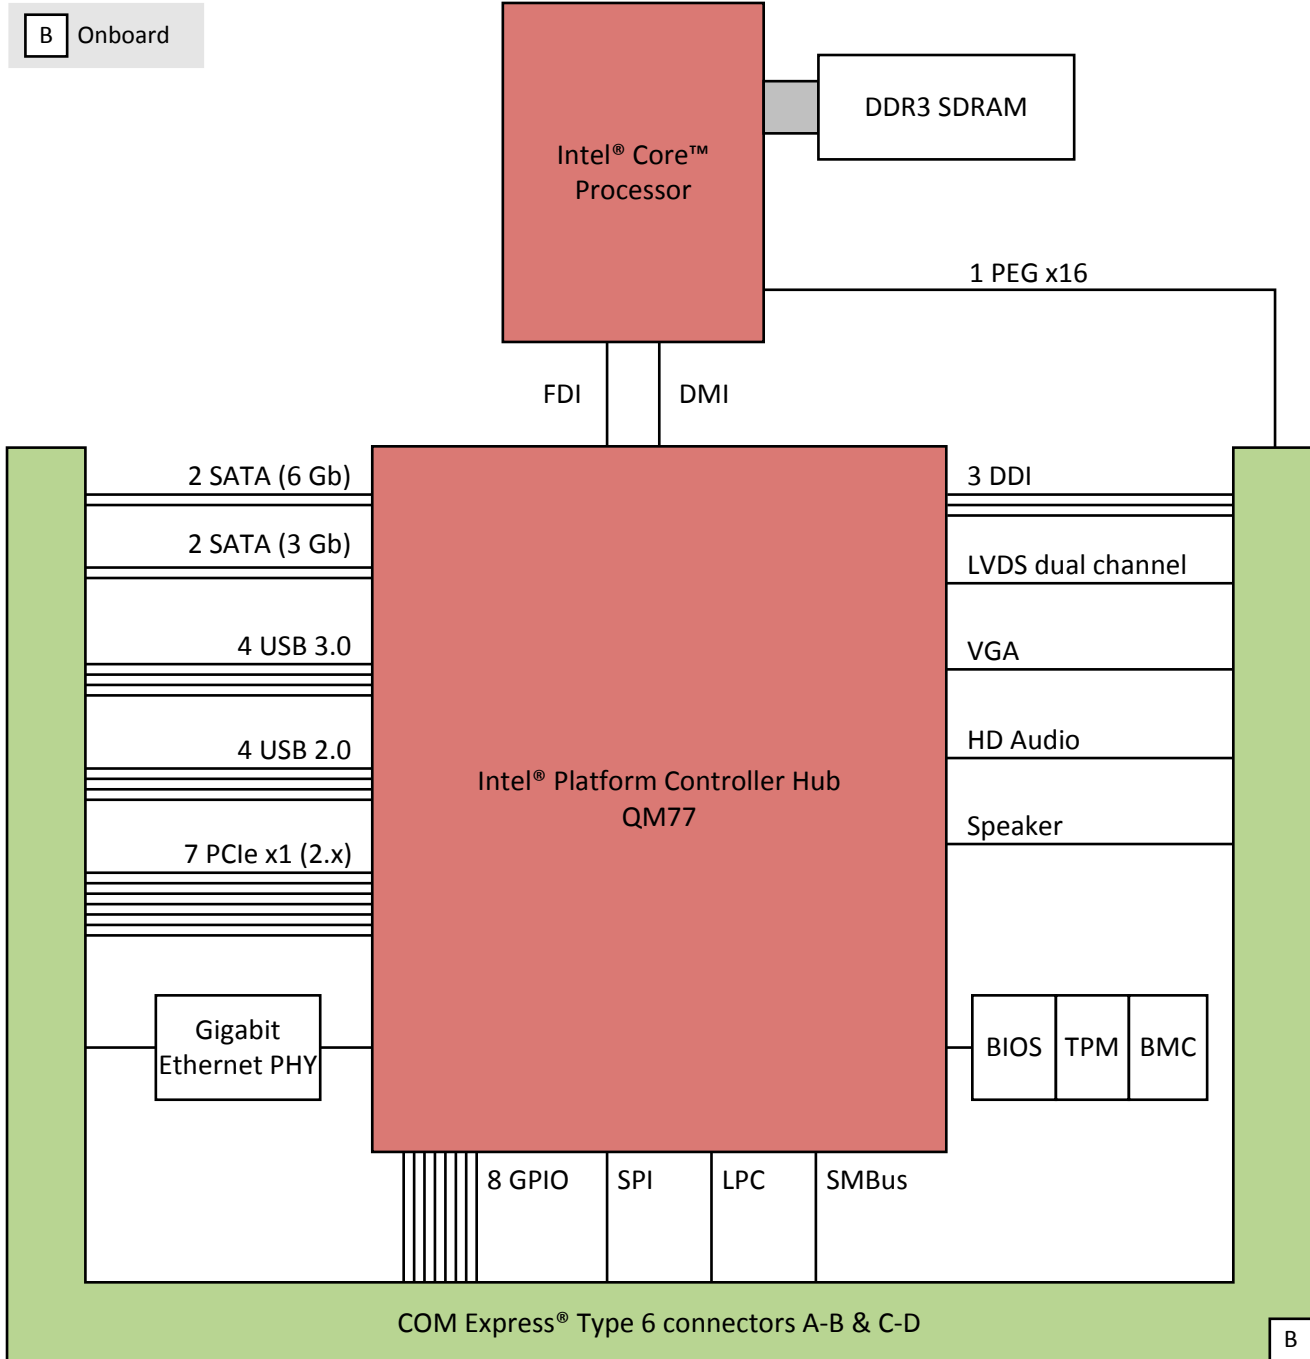 B Onboard
DDR3 SDRAM
Intel® Core™
Processor
1 PEG x16
FDI
DMI
2 SATA (6 Gb)
3 DDI
2 SATA (3 Gb)
LVDS dual channel
4 USB 3.0
VGA
4 USB 2.0
HD Audio
Intel® Platform Controller Hub
QM77
7 PCIe x1 (2.x)
Speaker
Gigabit
Ethernet PHY
BIOS TPM BMC
8 GPIO
SPI
LPC
SMBus
COM Express® Type 6 connectors A-B & C-D
B